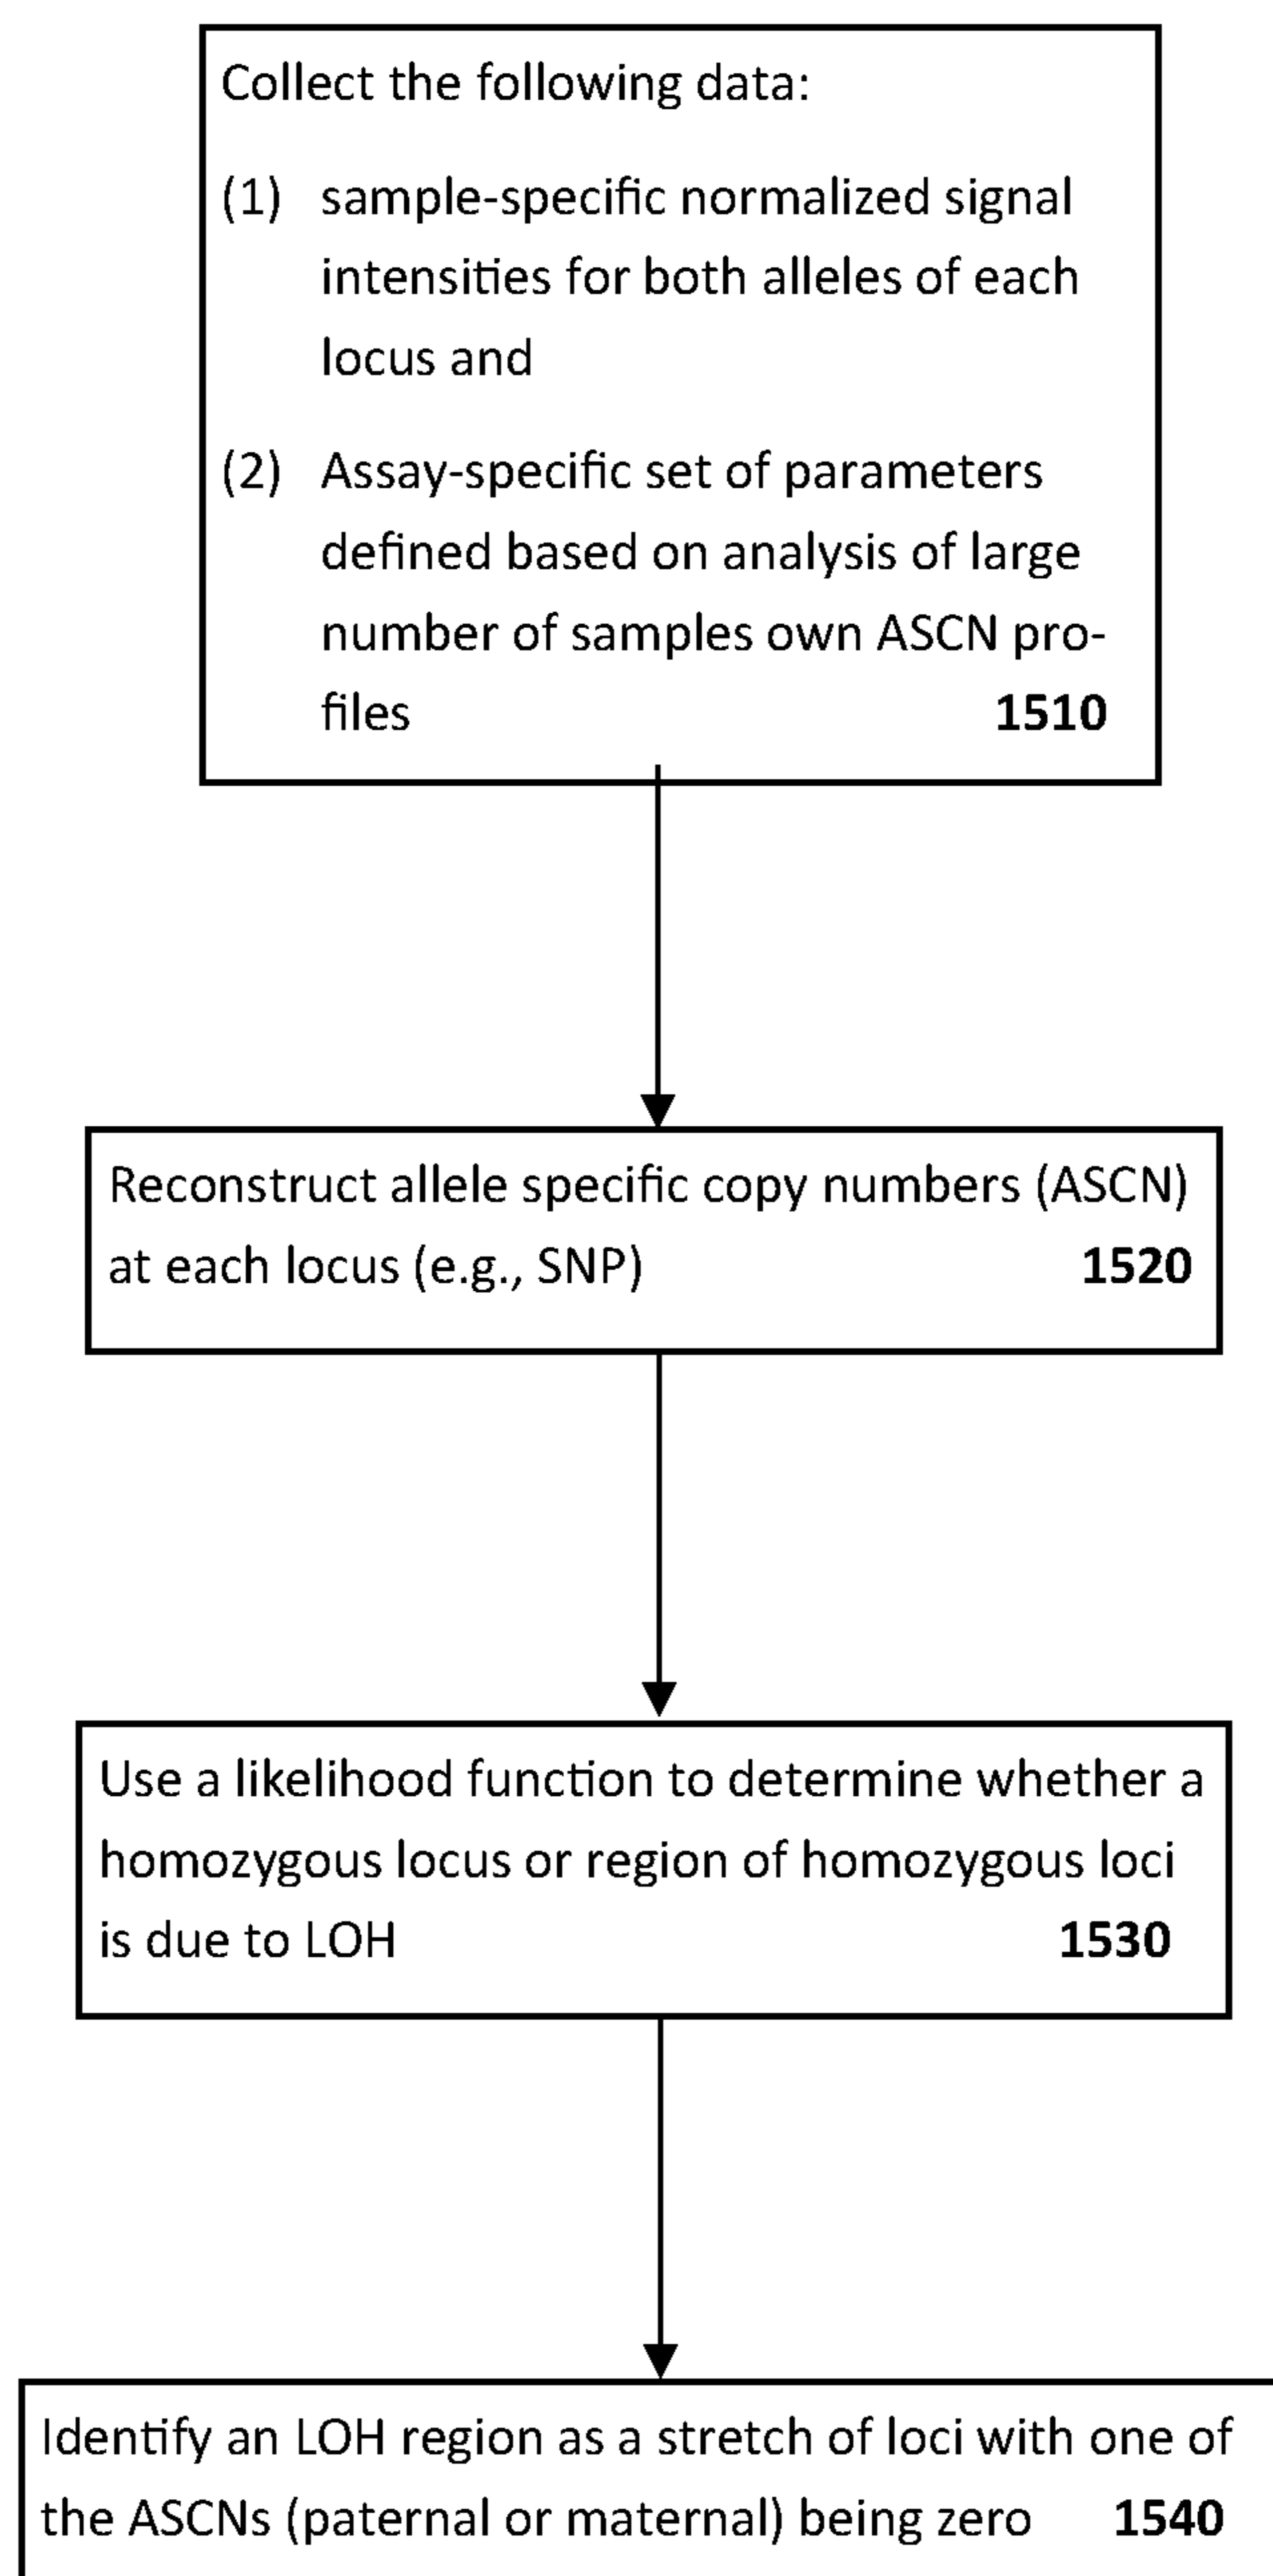 Collect the following data:
(1) sample-specific normalized signal
intensities for both alleles of each
locus and
(2) Assay-specific set of parameters
defined based on analysis of large
number of samples own ASCN pro-
files 1510
Reconstruct allele specific copy numbers (ASCN)
at each locus (e.g., SNP) 1520
Use a likelihood function to determine whether a
homozygous locus or region of homozygous loci
is due to LOH 1530
Identify an LOH region as a stretch of loci with one of
the ASCNs (paternal or maternal) being zero 1540